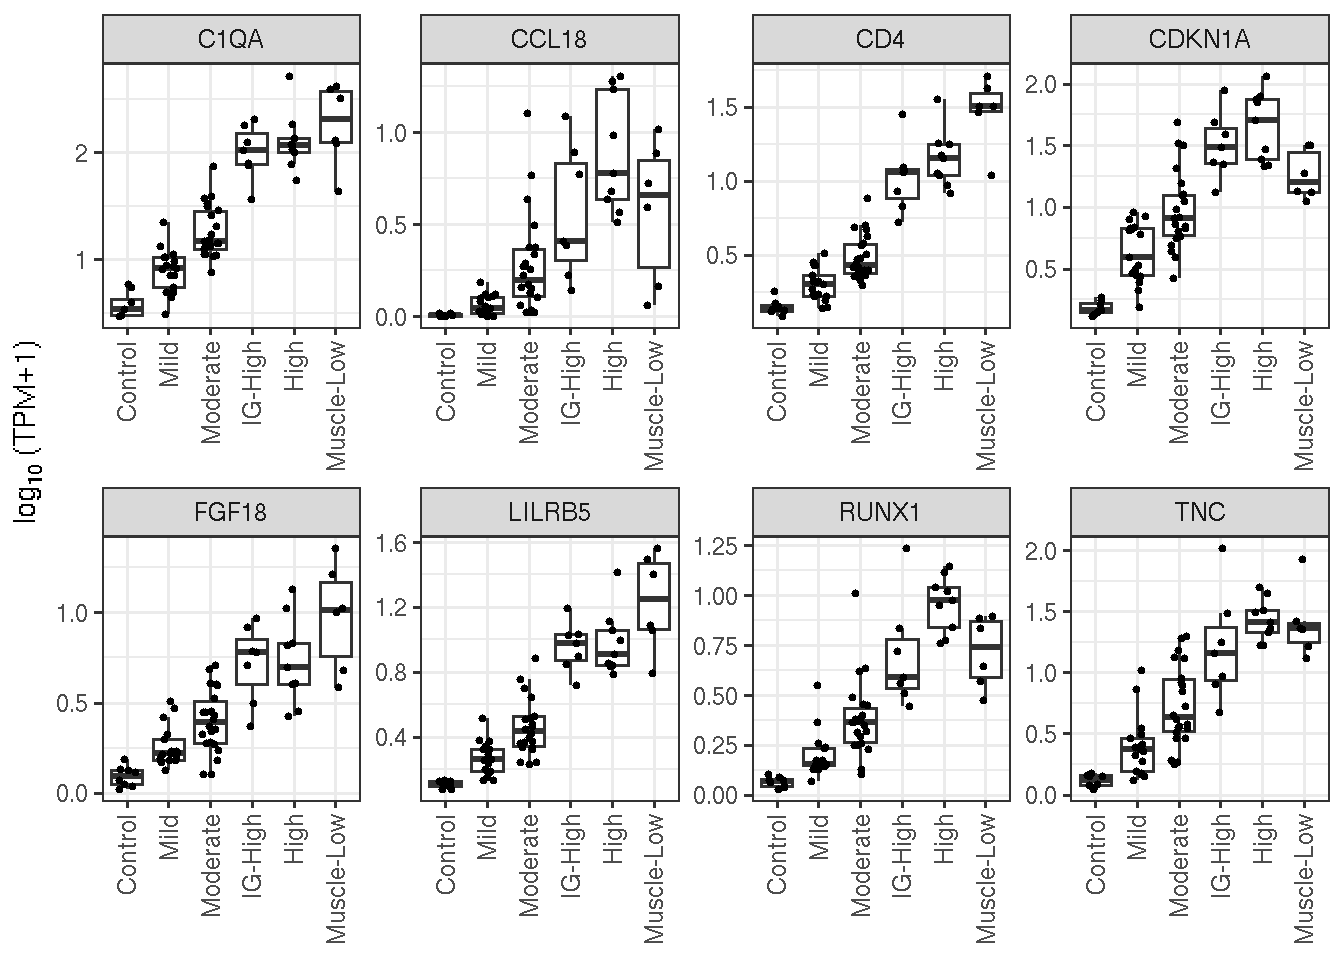 C1QA CCL18 CD4 CDKN1A
2
1
1.0
0.5
0.0
1.5
1.0
0.5
2.0
1.5
1.0
0.5
Control Mild Moderate IG-High High Muscle-Low
Control Mild Moderate IG-High High Muscle-Low
Control Mild Moderate IG-High High Muscle-Low
Control Mild Moderate IG-High High Muscle-Low
log10(TPM+1)
FGF18 LILRB5 RUNX1 TNC
1.0
0.5
0.0
1.6
1.2
0.8
0.4
1.25
1.00
0.75
0.50
0.25
0.00
2.0
1.5
1.0
0.5
0.0
Control Mild Moderate IG-High High Muscle-Low
Control Mild Moderate IG-High High Muscle-Low
Control Mild Moderate IG-High High Muscle-Low
Control Mild Moderate IG-High High Muscle-Low